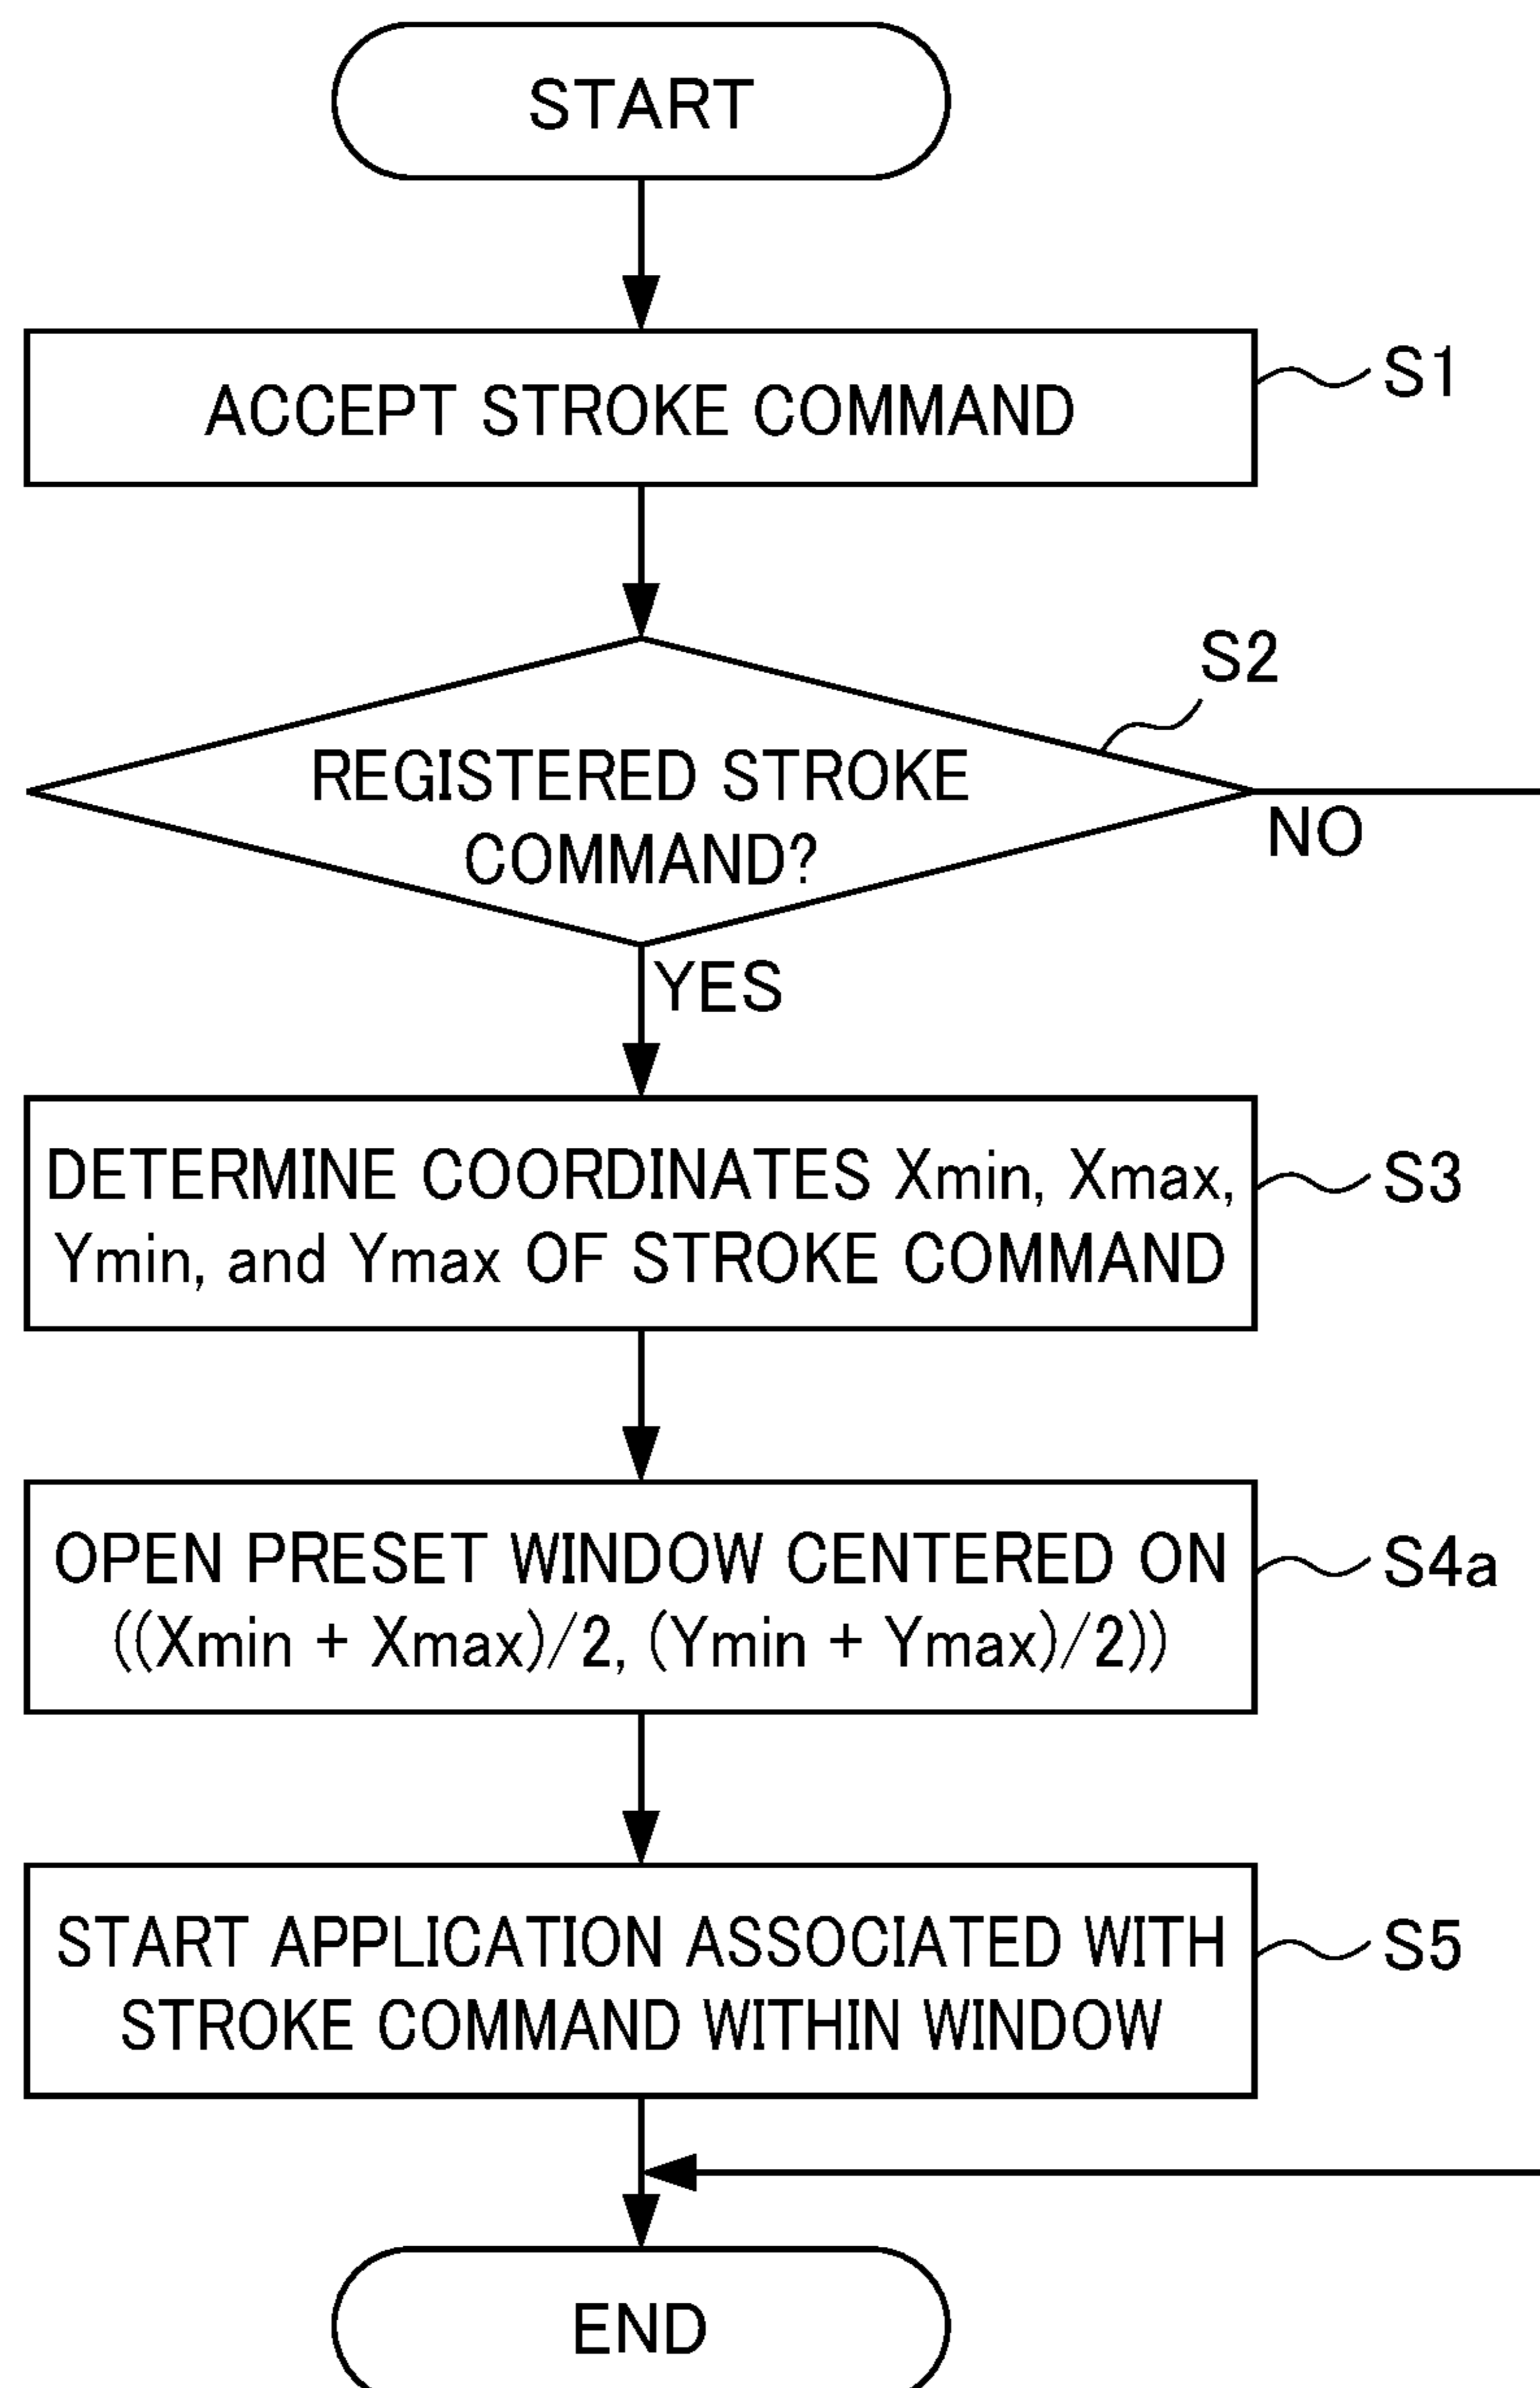 START
ACCEPT STROKE COMMAND
S1
S2
REGISTERED STROKE
COMMAND?
NO
YES
DETERMINE COORDINATES Xmin, Xmax,
Ymin, and Ymax OF STROKE COMMAND
S3
OPEN PRESET WINDOW CENTERED ON
((Xmin + Xmax)/2, (Ymin + Ymax)/2))
S4a
START APPLICATION ASSOCIATED WITH
STROKE COMMAND WITHIN WINDOW
S5
END